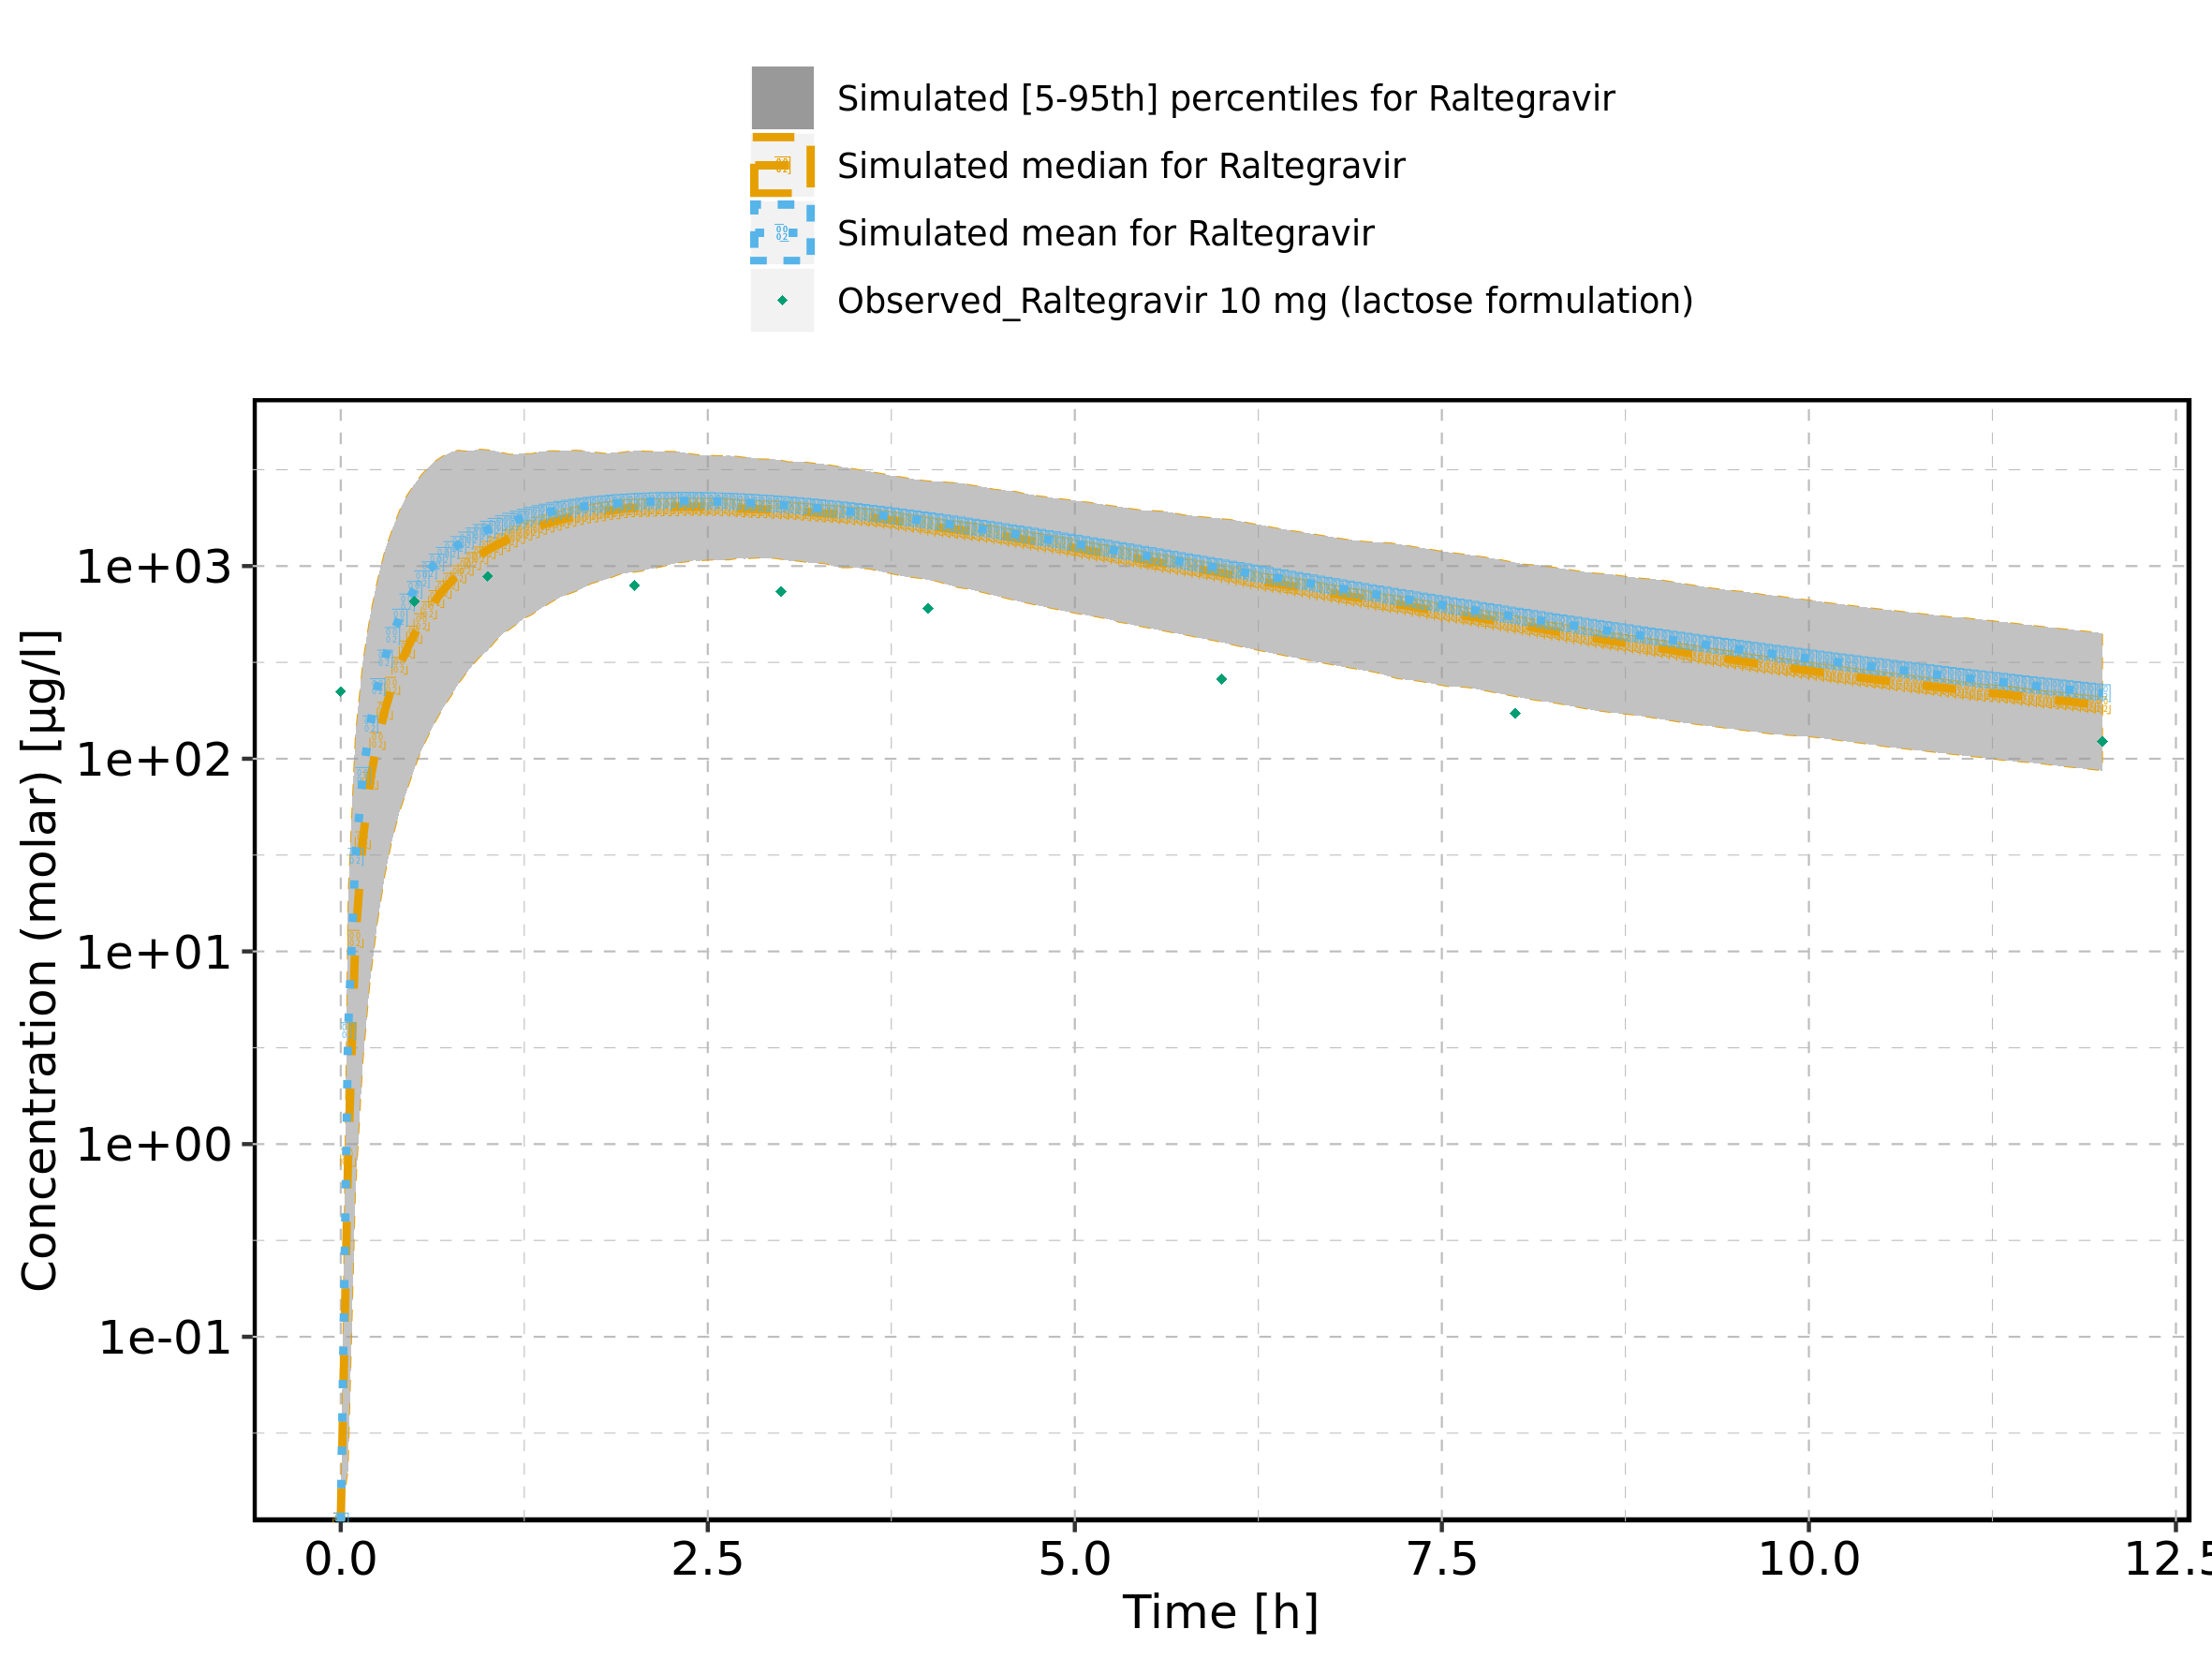 Simulated [5-95th] percentiles for Raltegravir
Simulated median for Raltegravir
Simulated mean for Raltegravir
Observed_Raltegravir 10 mg (lactose formulation)
Concentration (molar) [µg/l]
1e+03
1e+02
1e+01
1e+00
1e-01
0.0 2.5 5.0 7.5 10.0 12.5
Time [h]